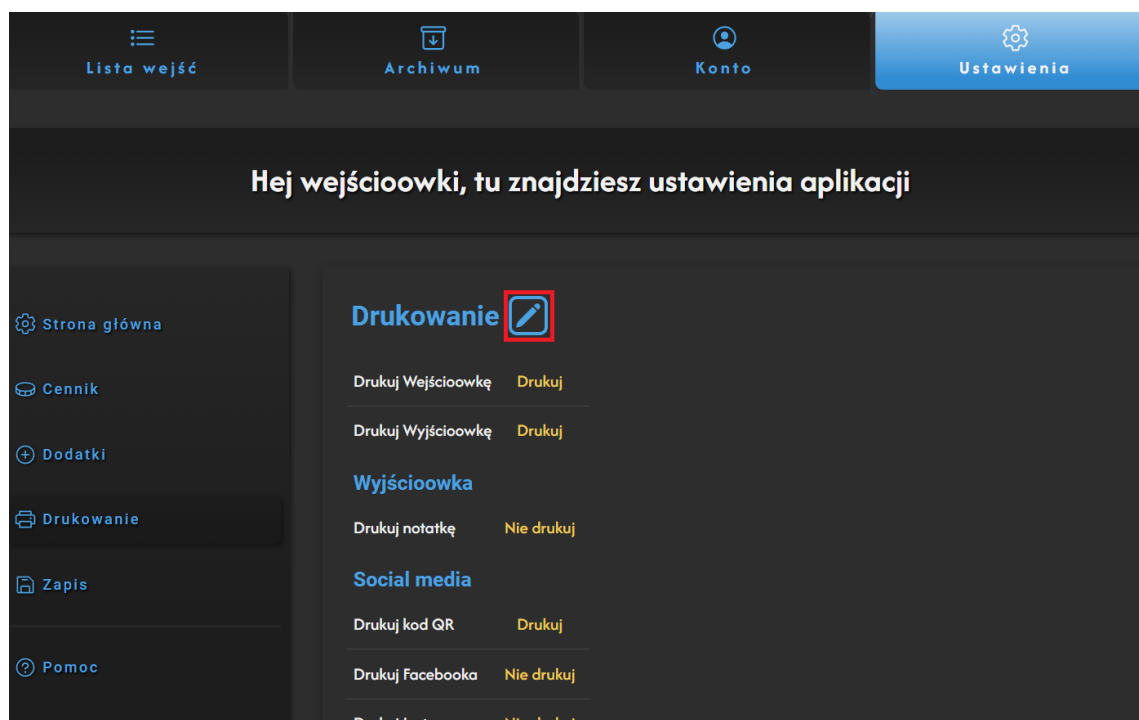 Lista wejść
Archiwum
Konto
Ustawienia
Hej wejścioowki, tu znajdziesz ustawienia aplikacji
Strona główna
Cennik
Dodatki
Drukowanie
Zapis
Pomoc
Drukowanie
Drukuj Wejścioowkę Drukuj
Drukuj Wyjścioowkę Drukuj
Wyjścioowka
Drukuj notatkę Nie drukuj
Social media
Drukuj kod QR Drukuj
Drukuj Facebooka Nie drukuj